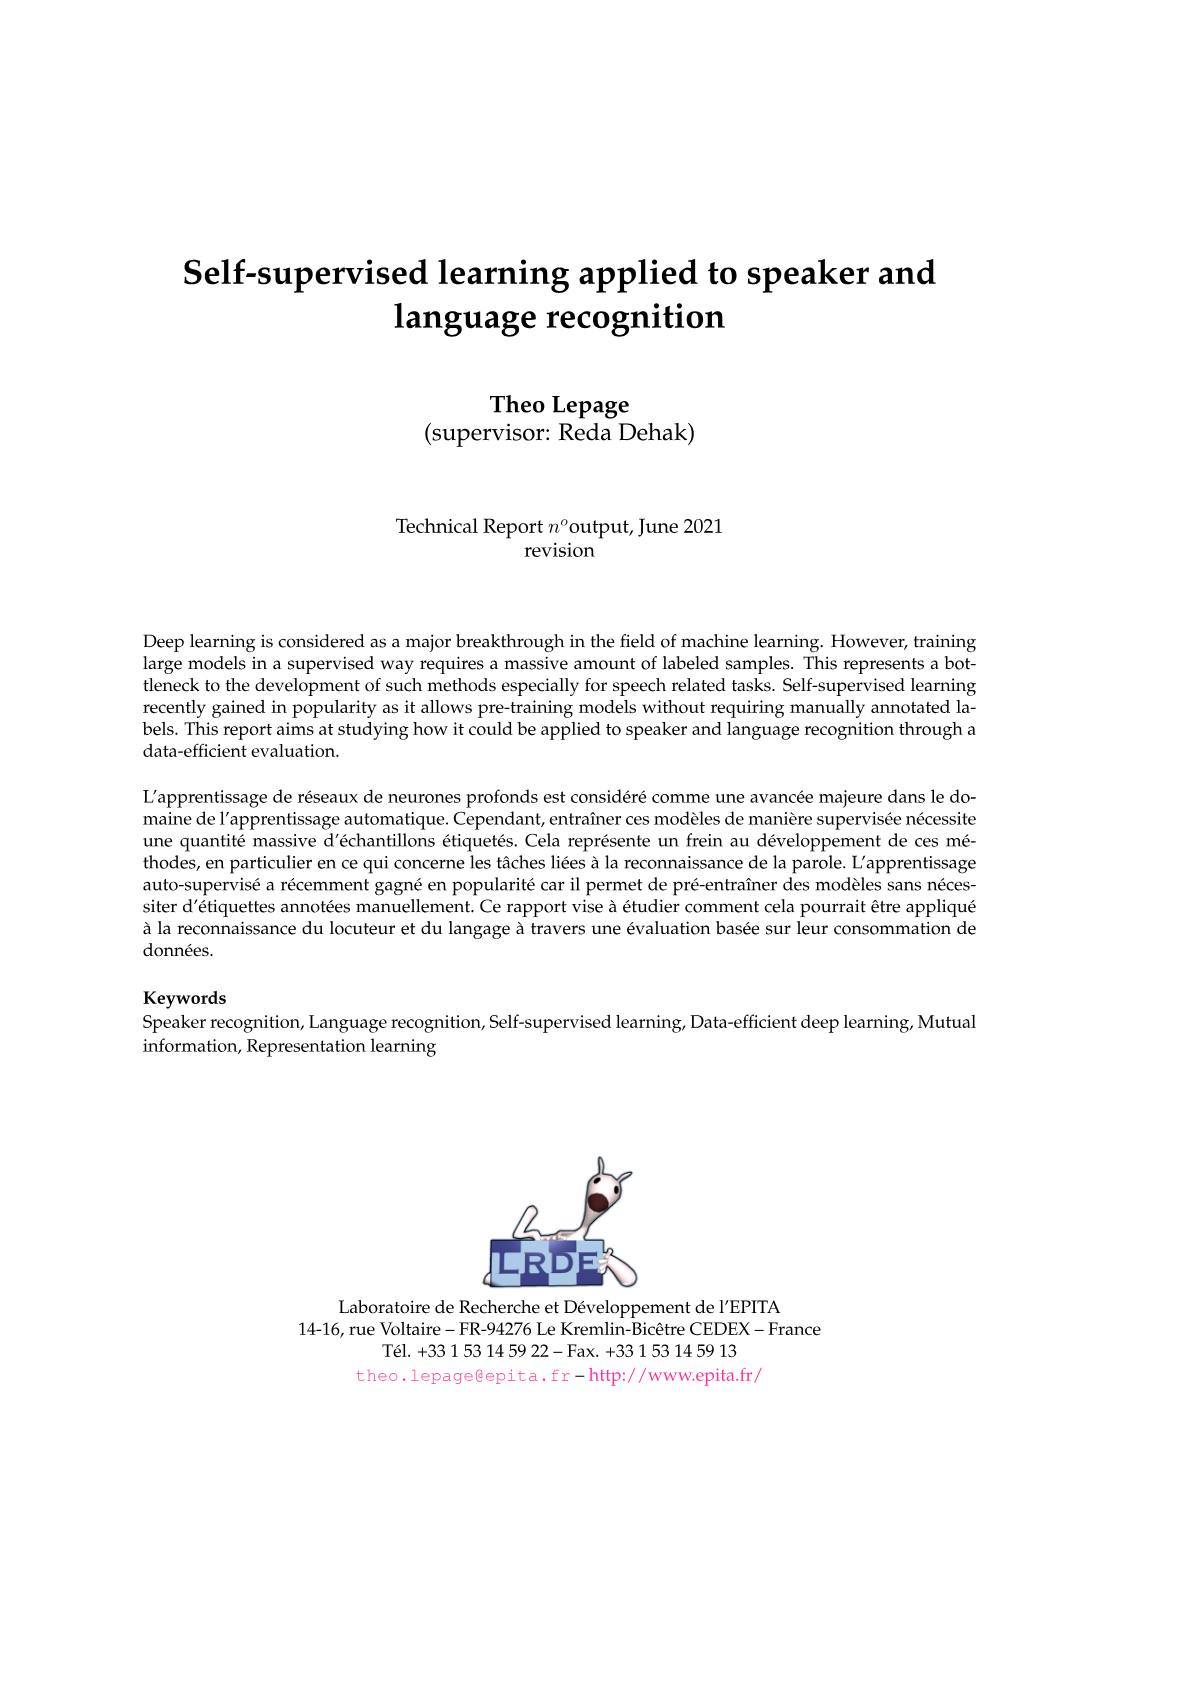 Self-supervised learning applied to speaker and
language recognition
Theo Lepage
(supervisor: Reda Dehak)
Technical Report nºoutput, June 2021
revision
Deep learning is considered as a major breakthrough in the field of machine learning. However, training
large models in a supervised way requires a massive amount of labeled samples. This represents a bot-
tleneck to the development of such methods especially for speech related tasks. Self-supervised learning
recently gained in popularity as it allows pre-training models without requiring manually annotated la-
bels. This report aims at studying how it could be applied to speaker and language recognition through a
data-efficient evaluation.
L'apprentissage de réseaux de neurones profonds est considéré comme une avancée majeure dans le do-
maine de l'apprentissage automatique. Cependant, entraîner ces modèles de manière supervisée nécessite
une quantité massive d'échantillons étiquetés. Cela représente un frein au développement de ces mé-
thodes, en particulier en ce qui concerne les tâches liées à la reconnaissance de la parole. L'apprentissage
auto-supervisé a récemment gagné en popularité car il permet de pré-entraîner des modèles sans néces-
siter d'étiquettes annotées manuellement. Ce rapport vise à étudier comment cela pourrait être appliqué
à la reconnaissance du locuteur et du langage à travers une évaluation basée sur leur consommation de
données.
Keywords
Speaker recognition, Language recognition, Self-supervised learning, Data-efficient deep learning, Mutual
information, Representation learning
LRDE
Laboratoire de Recherche et Développement de l'EPITA
14-16, rue Voltaire – FR-94276 Le Kremlin-Bicêtre CEDEX – France
Tél. +33 1 53 14 59 22 – Fax. +33 1 53 14 59 13
theo.lepage@epita.fr – http://www.epita.fr/